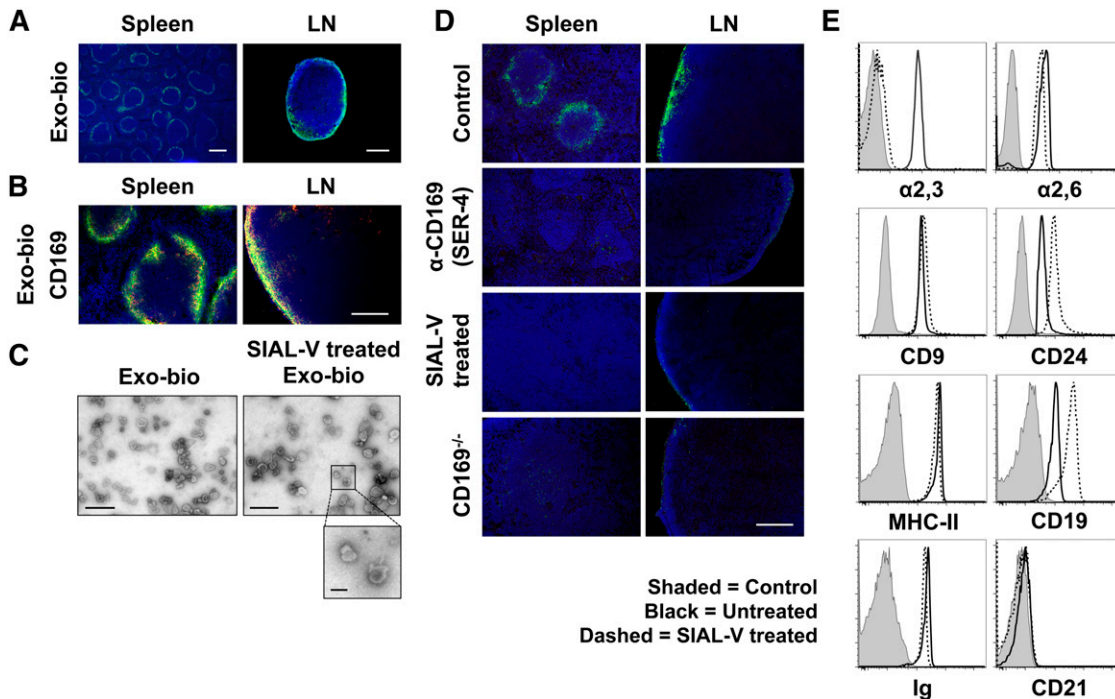 A
Spleen
LN
Exo-bio
B
Spleen
LN
Exo-bio
CD169
C
Exo-bio
SIAL-V treated
Exo-bio
D
Spleen
LN
Control
α-CD169
(SER-4)
SIAL-V
treated
CD169-/-
Shaded = Control
Black = Untreated
Dashed = SIAL-V treated
E
α2,3
α2,6
CD9
CD24
MHC-II
CD19
Ig
CD21